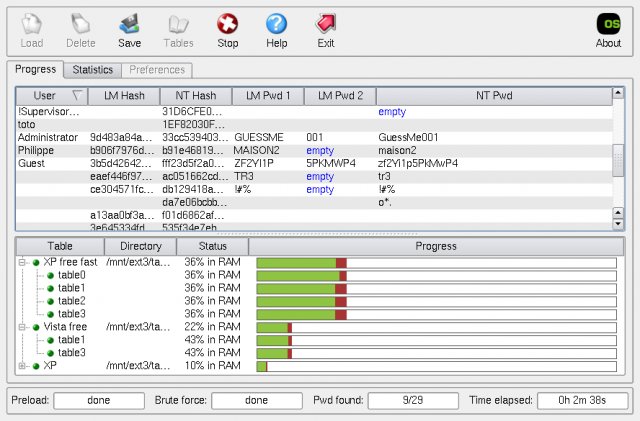 Load Delete Save Tables Stop Help Exit OS About
Progress Statistics Preferences
User LM Hash NT Hash LM Pwd 1 LM Pwd 2 NT Pwd
!Supervisor... 31D6CFE0... empty
toto 1EF82030F...
Administrator 9d483a84a... 33cc539403... GUESSME 001 GuessMe001
Philippe b906f7976d... b91e46819... MAISON2 empty maison2
Guest 3b5d42642... fff23d5f2a0... ZF2YI1P 5PKMWP4 zf2Yi1p5PkMwP4
eaef446f97... ac051662cd... TR3 empty tr3
ce304571fc... db129418a... !#% empty !#%
da7e06bcbb... o*.
a13aa0bf3a... f01d6862af...
3e645334fd 535f34e7eb
Table Directory Status Progress
XP free fast /mnt/ext3/ta... 36% in RAM
table0 36% in RAM
table1 36% in RAM
table2 36% in RAM
table3 36% in RAM
Vista free /mnt/ext3/ta... 22% in RAM
table1 43% in RAM
table3 43% in RAM
XP /mnt/ext3/ta... 10% in RAM
Preload: done Brute force: done Pwd found: 9/29 Time elapsed: 0h 2m 38s